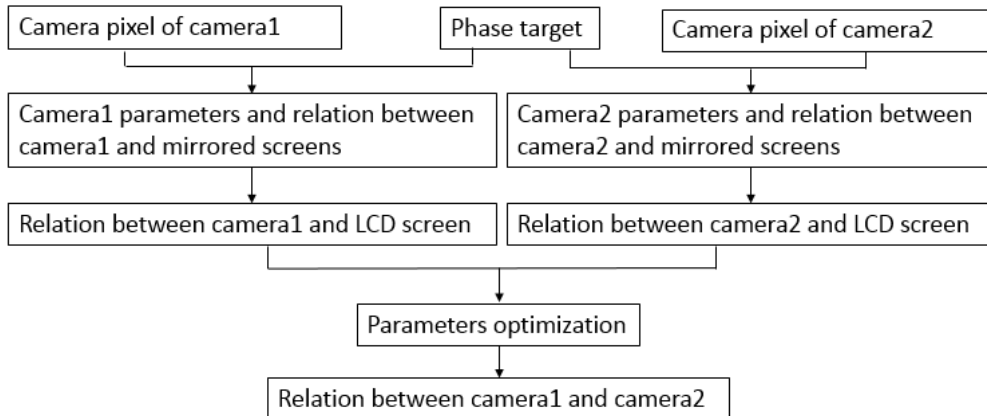 Camera pixel of camera1
Phase target
Camera pixel of camera2
Camera1 parameters and relation between
camera1 and mirrored screens
Camera2 parameters and relation between
camera2 and mirrored screens
Relation between camera1 and LCD screen
Relation between camera2 and LCD screen
Parameters optimization
Relation between camera1 and camera2